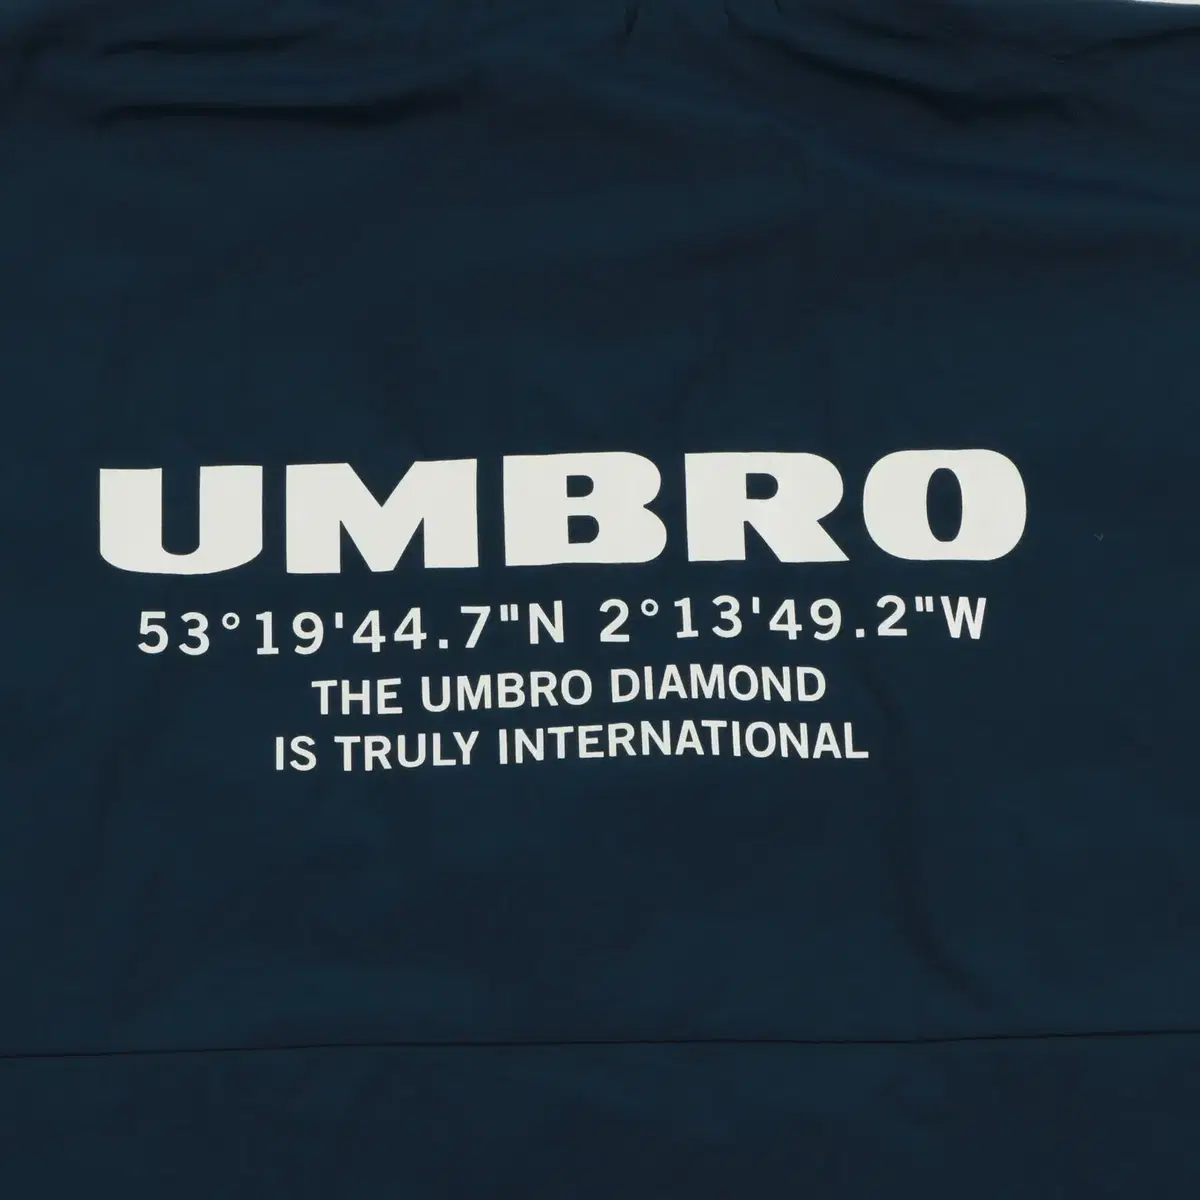 UMBRO
53°19'44.7"N 2°13'49.2"W
THE UMBRO DIAMOND
IS TRULY INTERNATIONAL